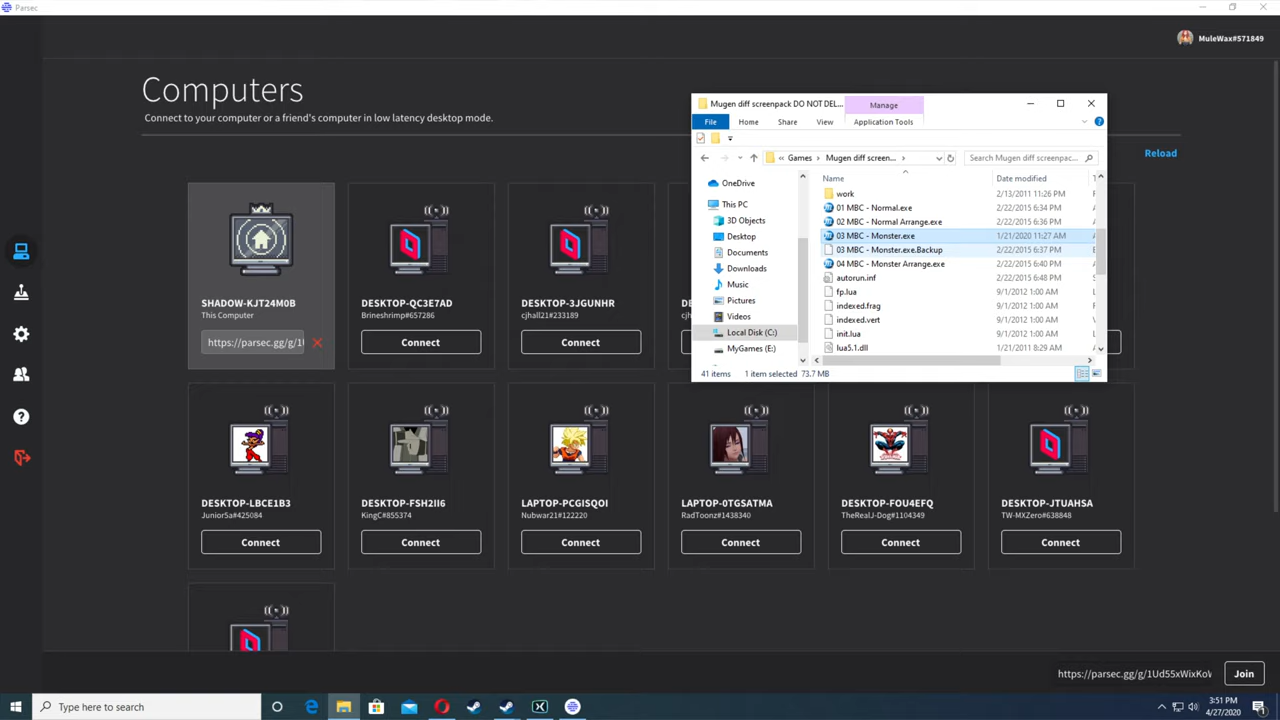 Parsec
MuleWax#571849
Computers
Connect to your computer or a friend's computer in low latency desktop mode.
Reload
SHADOW-KJT24M0B
This Computer
https://parsec.gg/g/1
DESKTOP-QC3E7AD
Brineshrimp#657286
Connect
DESKTOP-3JGUNHR
cjhall21#233189
Connect
Mugen diff screenpack DO NOT DEL...
Manage
File
Home
Share
View
Application Tools
Games
Mugen diff screen...
Search Mugen diff screenpac...
OneDrive
This PC
3D Objects
Desktop
Documents
Downloads
Music
Pictures
Videos
Local Disk (C:)
MyGames (E:)
Name
Date modified
work 2/13/2011 11:26 PM
01 MBC - Normal.exe 2/22/2015 6:34 PM
02 MBC - Normal Arrange.exe 2/22/2015 6:36 PM
03 MBC - Monster.exe 1/21/2020 11:27 AM
03 MBC - Monster.exe.Backup 2/22/2015 6:37 PM
04 MBC - Monster Arrange.exe 2/22/2015 6:40 PM
autorun.inf 2/22/2015 6:48 PM
fp.lua 9/1/2012 1:00 AM
indexed.frag 9/1/2012 1:00 AM
indexed.vert 9/1/2012 1:00 AM
init.lua 9/1/2012 1:00 AM
lua5.1.dll 1/21/2011 8:29 AM
41 items 1 item selected 73.7 MB
DESKTOP-LBCE1B3
Junior5a#425084
Connect
DESKTOP-FSH2II6
KingC#855374
Connect
LAPTOP-PCGISQOI
Nubwar21#122220
Connect
LAPTOP-0TGSATMA
RadToonz#1438340
Connect
DESKTOP-FOU4EFQ
TheRealJ-Dog#1104349
Connect
DESKTOP-JTUAHSA
TW-MXZero#638848
Connect
https://parsec.gg/g/1Ud55xWixKo
Join
Type here to search
3:51 PM
4/27/2020